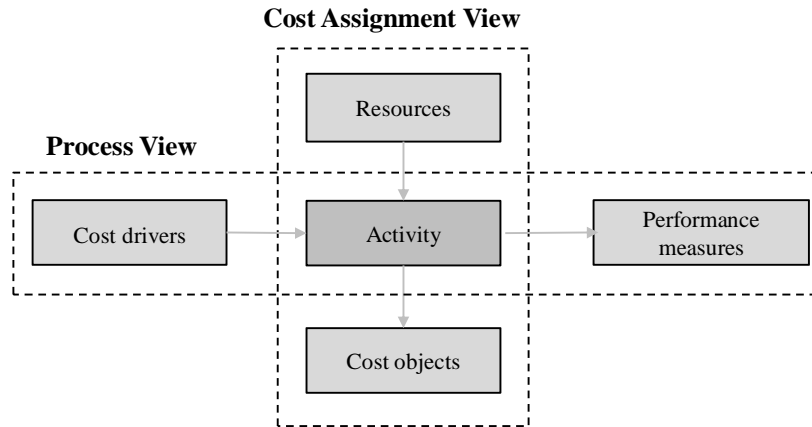 Cost Assignment View
Resources
Process View
Cost drivers
Activity
Performance
measures
Cost objects